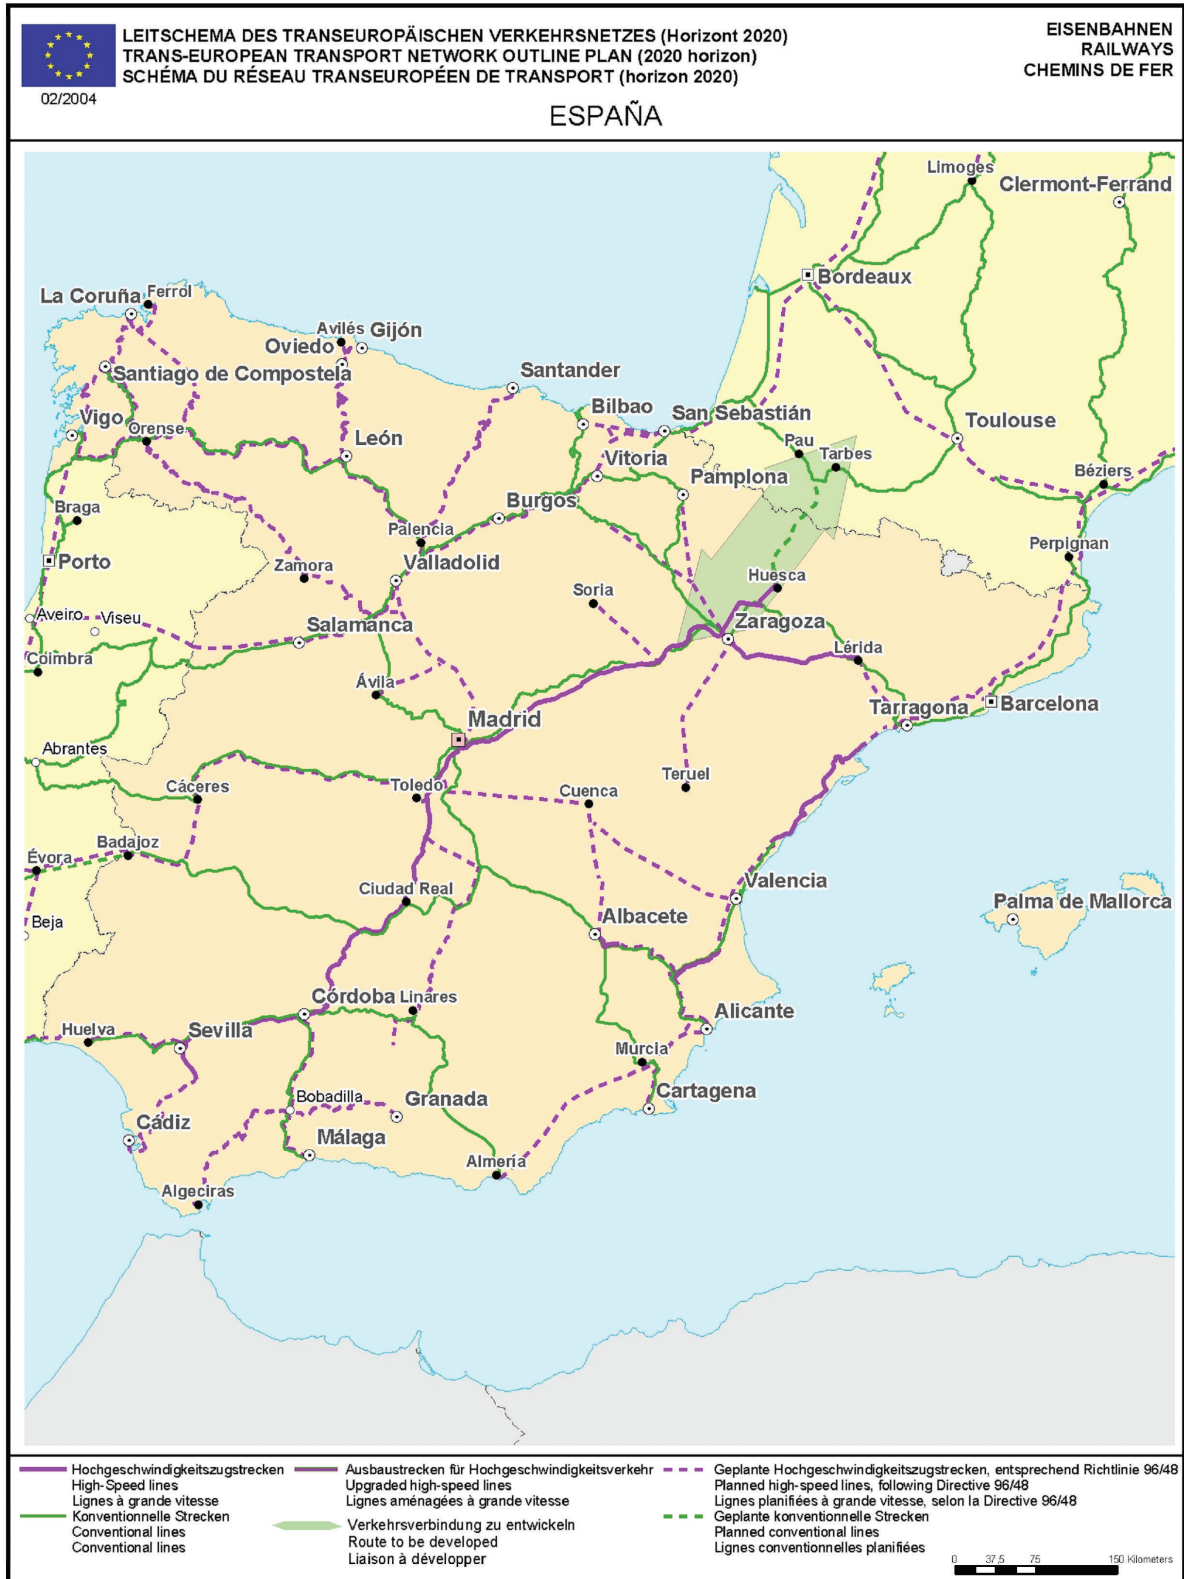 LEITSCHEMA DES TRANSEUROPÄISCHEN VERKEHRSNETZES (Horizont 2020)
TRANS-EUROPEAN TRANSPORT NETWORK OUTLINE PLAN (2020 horizon)
SCHÉMA DU RÉSEAU TRANSEUROPÉEN DE TRANSPORT (horizon 2020)
EISENBAHNEN
RAILWAYS
CHEMINS DE FER
02/2004
ESPAÑA
Limoges
Clermont-Ferrand
Bordeaux
La Coruña
Ferrol
Avilés
Gijón
Oviedo
Santiago de Compostela
Santander
Vigo
Orense
León
Bilbao
San Sebastián
Toulouse
Pau
Tarbes
Vitoria
Pamplona
Béziers
Braga
Burgos
Palencia
Porto
Zamora
Valladolid
Perpignan
Huesca
Soria
Aveiro
Viseu
Salamanca
Zaragoza
Lérida
Coimbra
Ávila
Madrid
Tarragona
Barcelona
Abrantes
Cáceres
Toledo
Cuenca
Teruel
Évora
Badajoz
Ciudad Real
Valencia
Palma de Mallorca
Beja
Albacete
Córdoba
Linares
Alicante
Huelva
Sevilla
Murcia
Cartagena
Bobadilla
Granada
Cádiz
Málaga
Almería
Algeciras
Hochgeschwindigkeitszugstrecken
High-Speed lines
Lignes à grande vitesse
Konventionnelle Strecken
Conventional lines
Conventional lines
Ausbaustrecken für Hochgeschwindigkeitsverkehr
Upgraded high-speed lines
Lignes aménagées à grande vitesse
Verkehrsverbindung zu entwickeln
Route to be developed
Liaison à développer
Geplante Hochgeschwindigkeitszugstrecken, entsprechend Richtlinie 96/48
Planned high-speed lines, following Directive 96/48
Lignes planifiées à grande vitesse, selon la Directive 96/48
Geplante konventionelle Strecken
Planned conventional lines
Lignes conventionnelles planifiées
0 37,5 75 150 Kilometers